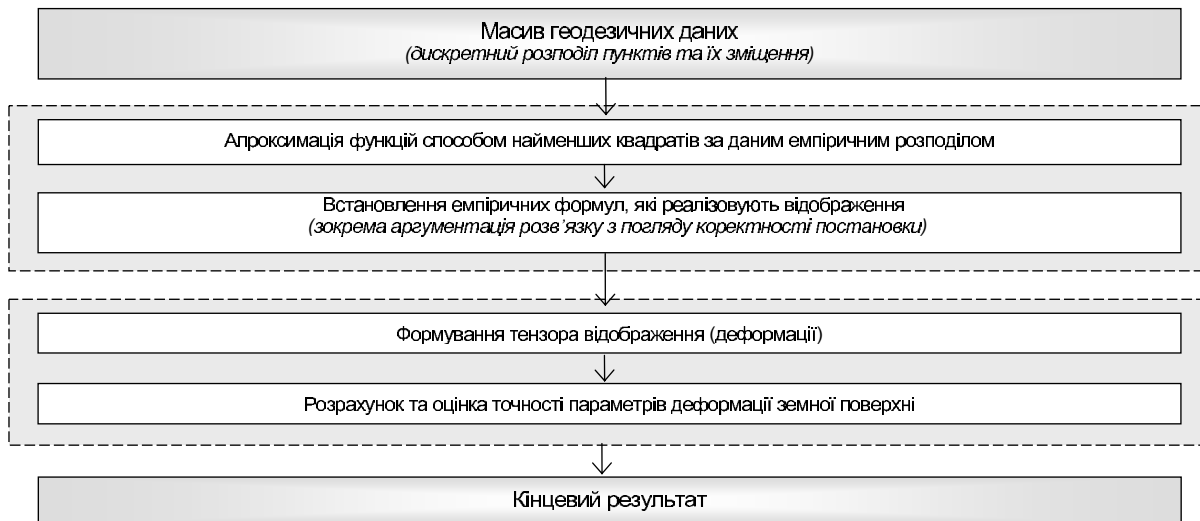 Масив геодезичних даних
(дискретний розподіл пунктів та їх зміщення)
Апроксимація функцій способом найменших квадратів за даним емпіричним розподілом
Встановлення емпіричних формул, які реалізовують відображення
(зокрема аргументація розв’язку з погляду коректності постановки)
Формування тензора відображення (деформації)
Розрахунок та оцінка точності параметрів деформації земної поверхні
Кінцевий результат